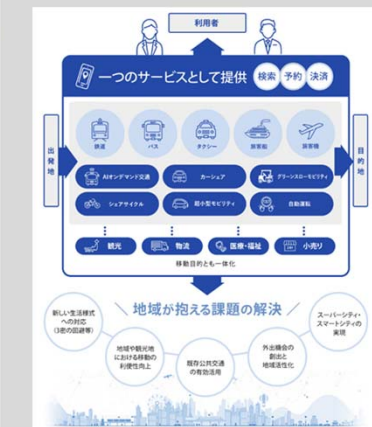 利用者
一つのサービスとして提供
検索 予約 決済
出発地
目的地
鉄道
バス
タクシー
旅客船
旅客機
AIオンデマンド交通
カーシェア
グリーンスローモビリティ
シェアサイクル
超小型モビリティ
自動運転
観光
物流
医療・福祉
小売り
移動目的とも一体化
地域が抱える課題の解決
新しい生活様式
への対応
(3密の回避等)
地域や観光地
における移動の
利便性向上
既存公共交通
の有効活用
外出機会の
創出と
地域活性化
スーパーシティ・
スマートシティの
実現